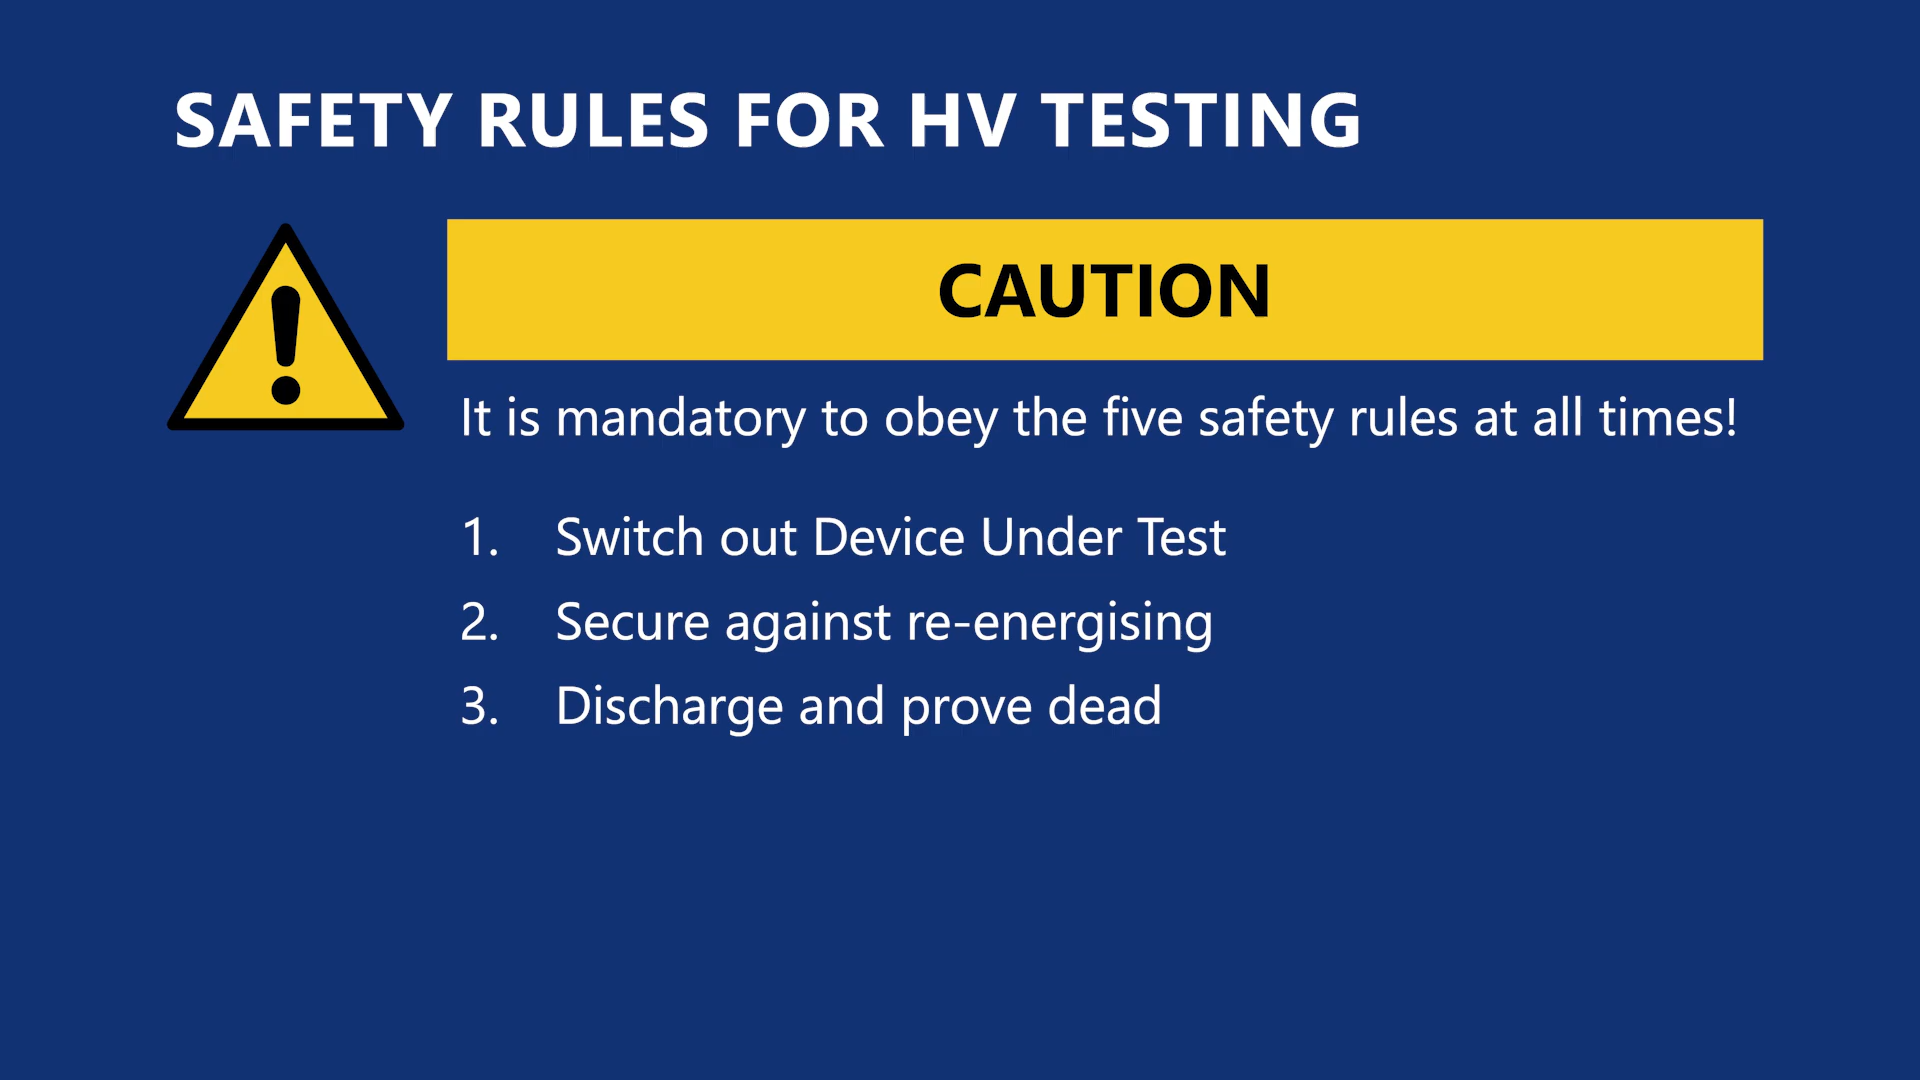 SAFETY RULES FOR HV TESTING
CAUTION
It is mandatory to obey the five safety rules at all times!
1. Switch out Device Under Test
2. Secure against re-energising
3. Discharge and prove dead